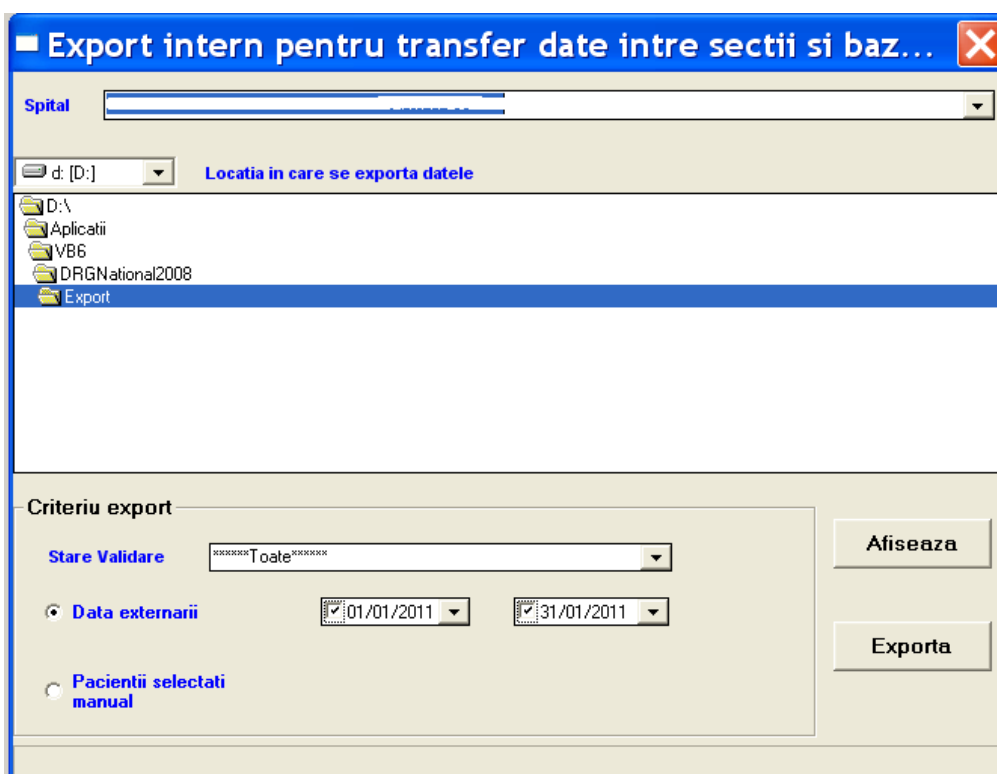 Export intern pentru transfer date intre sectii si baz...
Spital
d: [D:]
Locatia in care se exporta datele
D:\
Aplicatii
VB6
DRGNational2008
Export
Criteriu export
Stare Validare
******Toate******
Afiseaza
Data externarii
01/01/2011
31/01/2011
Exporta
Pacientii selectati
manual